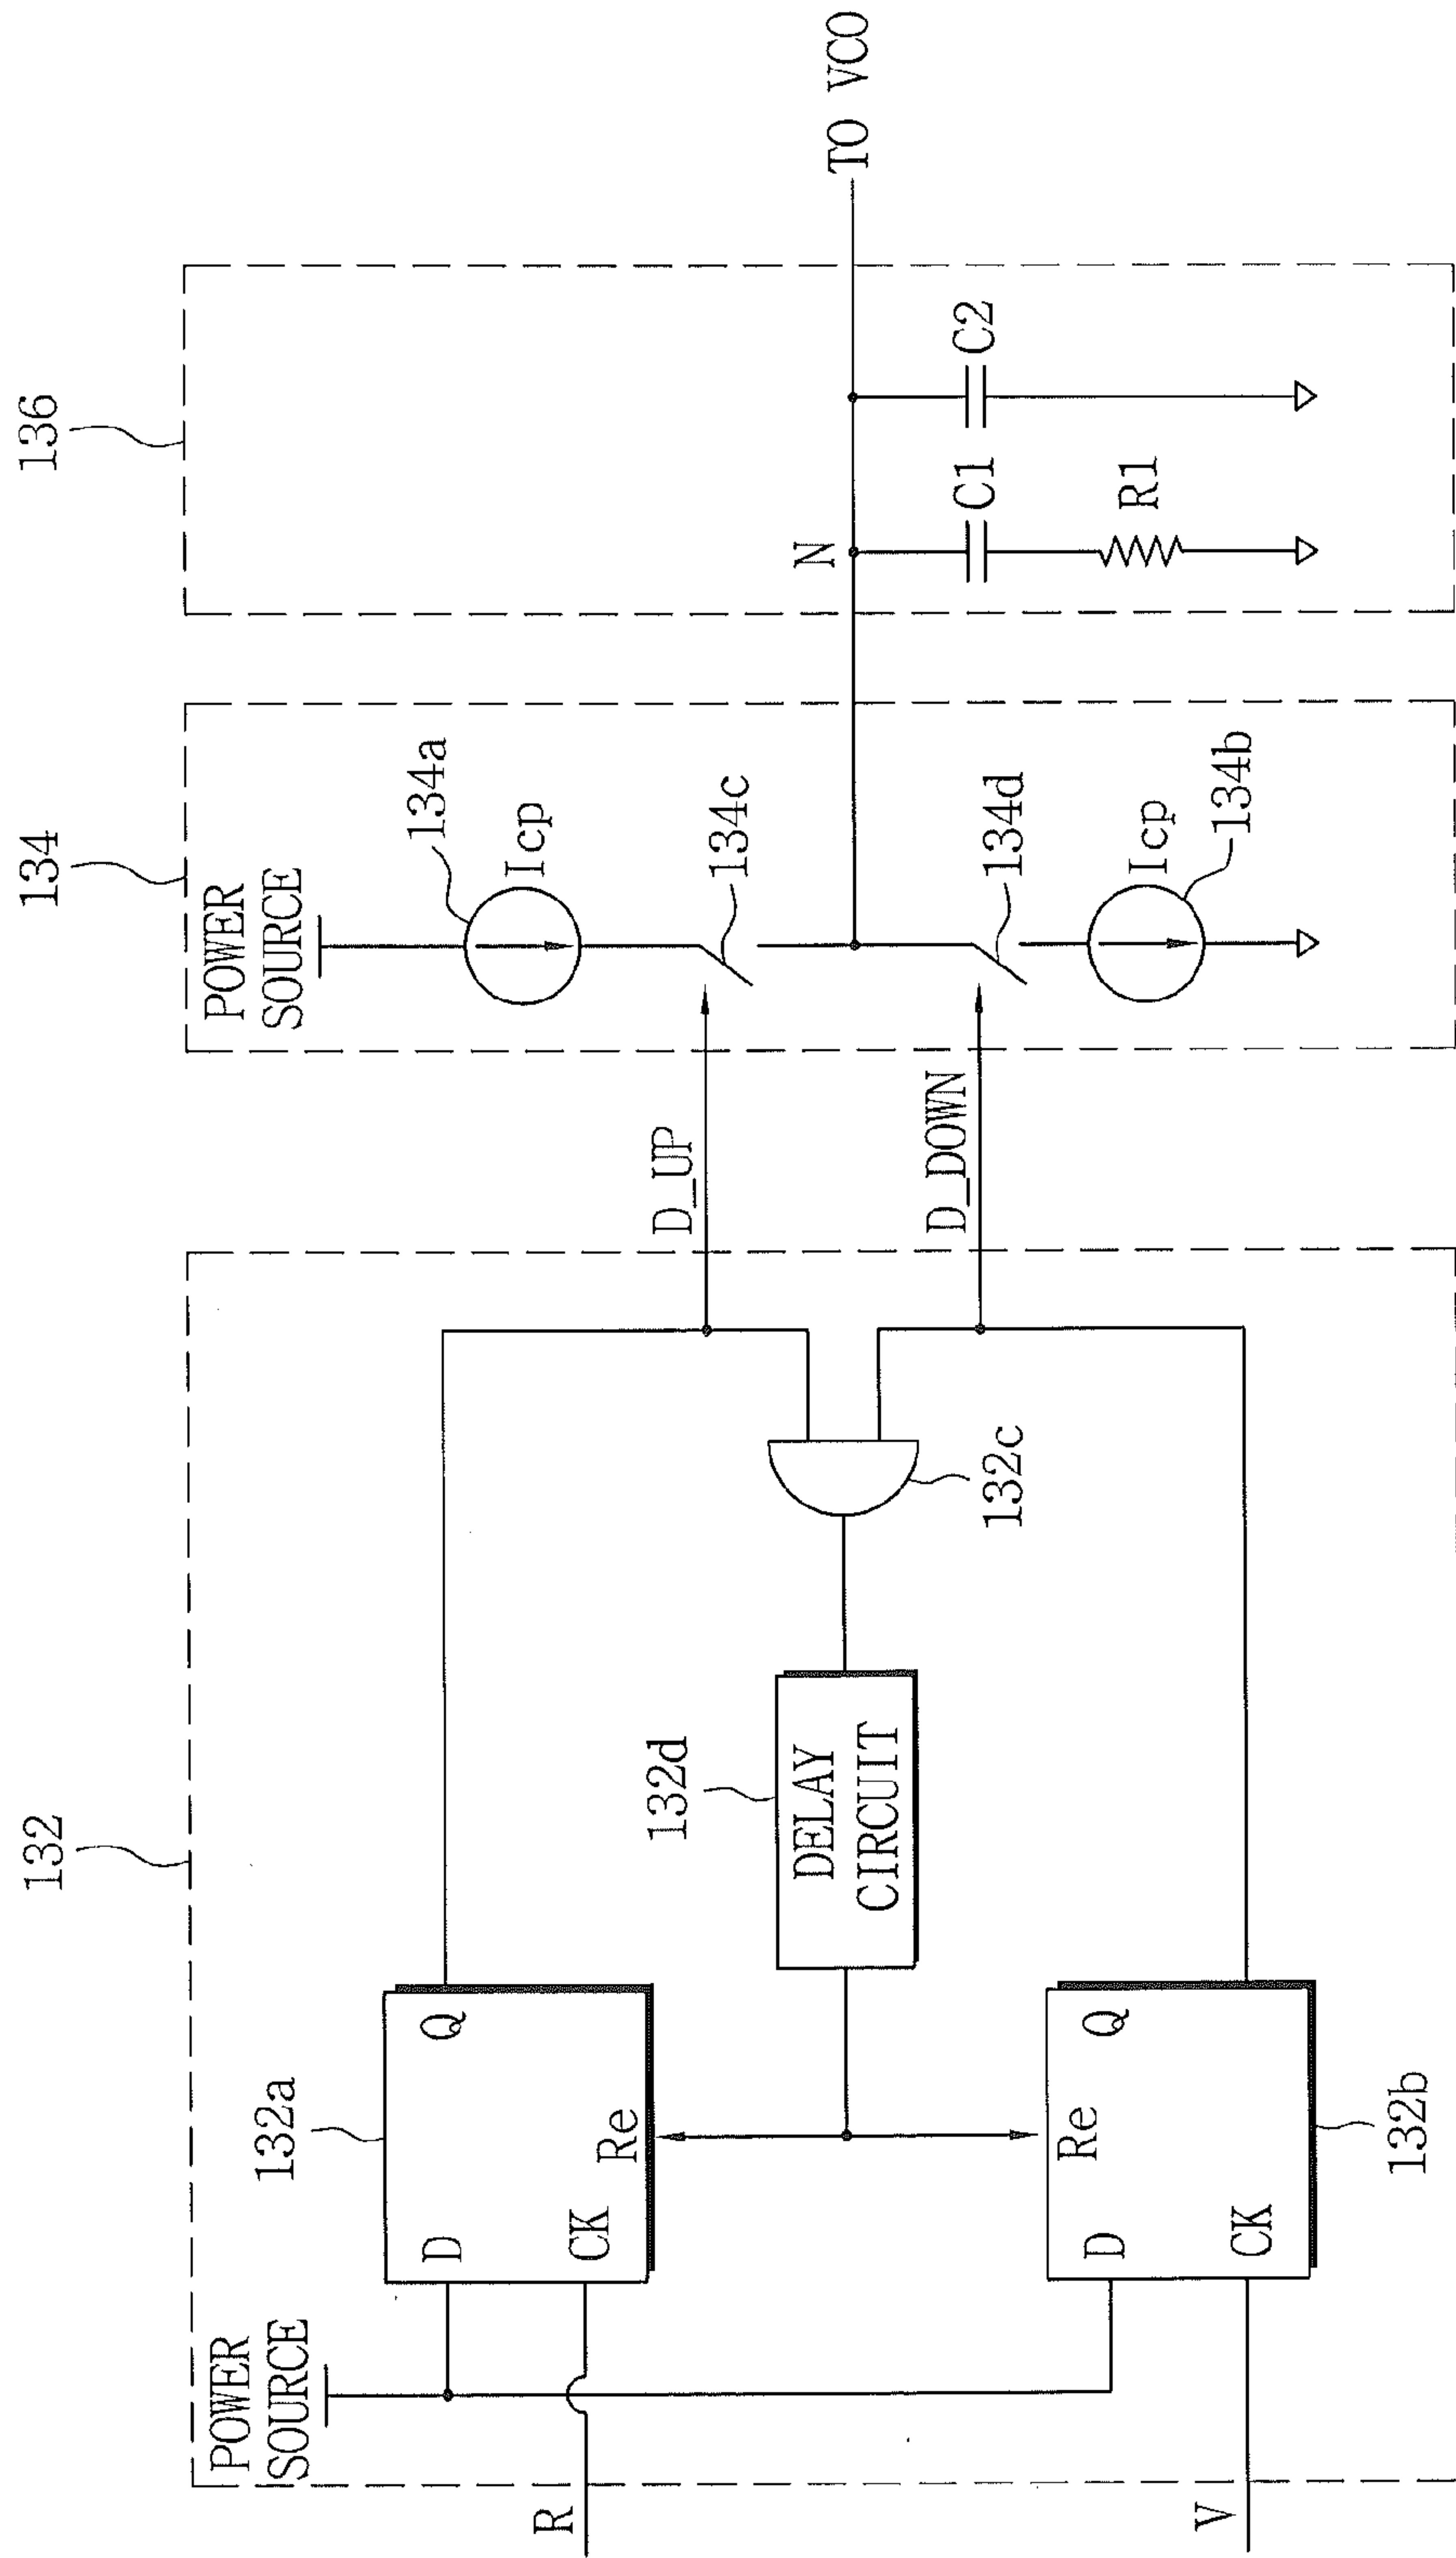 132
134
136
POWER
SOURCE
132a
D
Q
CK
Re
R
132d
DELAY
CIRCUIT
132c
Re
D
Q
CK
132b
V
D_UP
D_DOWN
POWER
SOURCE
134a
Icp
134c
134d
Icp
134b
N
C1
C2
R1
TO VCO